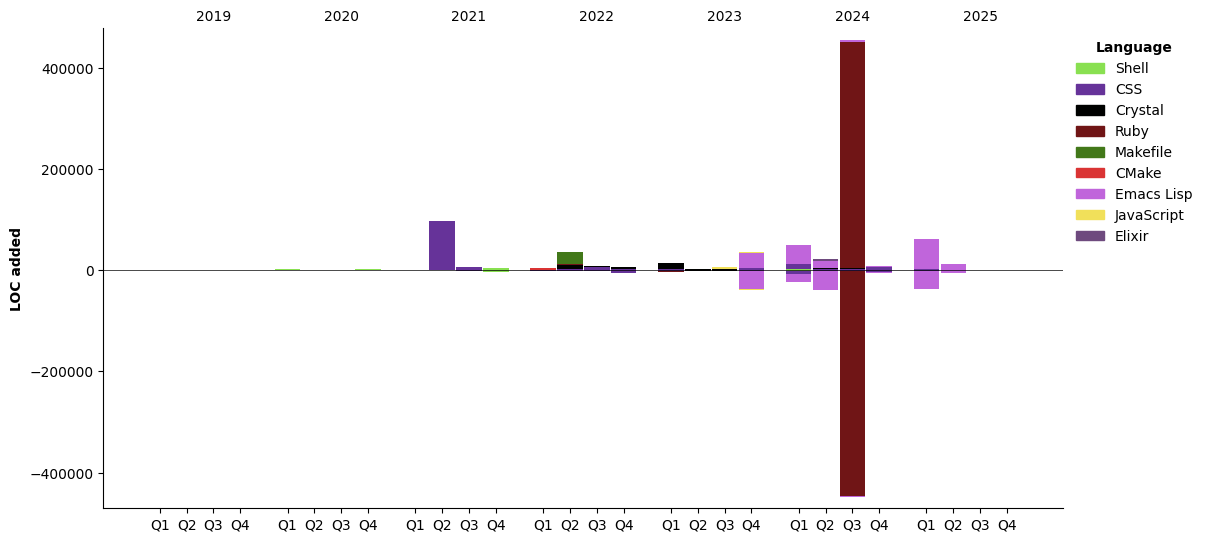 2019 2020 2021 2022 2023 2024 2025
LOC added
400000
200000
0
−200000
−400000
Q1 Q2 Q3 Q4 Q1 Q2 Q3 Q4 Q1 Q2 Q3 Q4 Q1 Q2 Q3 Q4 Q1 Q2 Q3 Q4 Q1 Q2 Q3 Q4 Q1 Q2 Q3 Q4
Language
Shell
CSS
Crystal
Ruby
Makefile
CMake
Emacs Lisp
JavaScript
Elixir